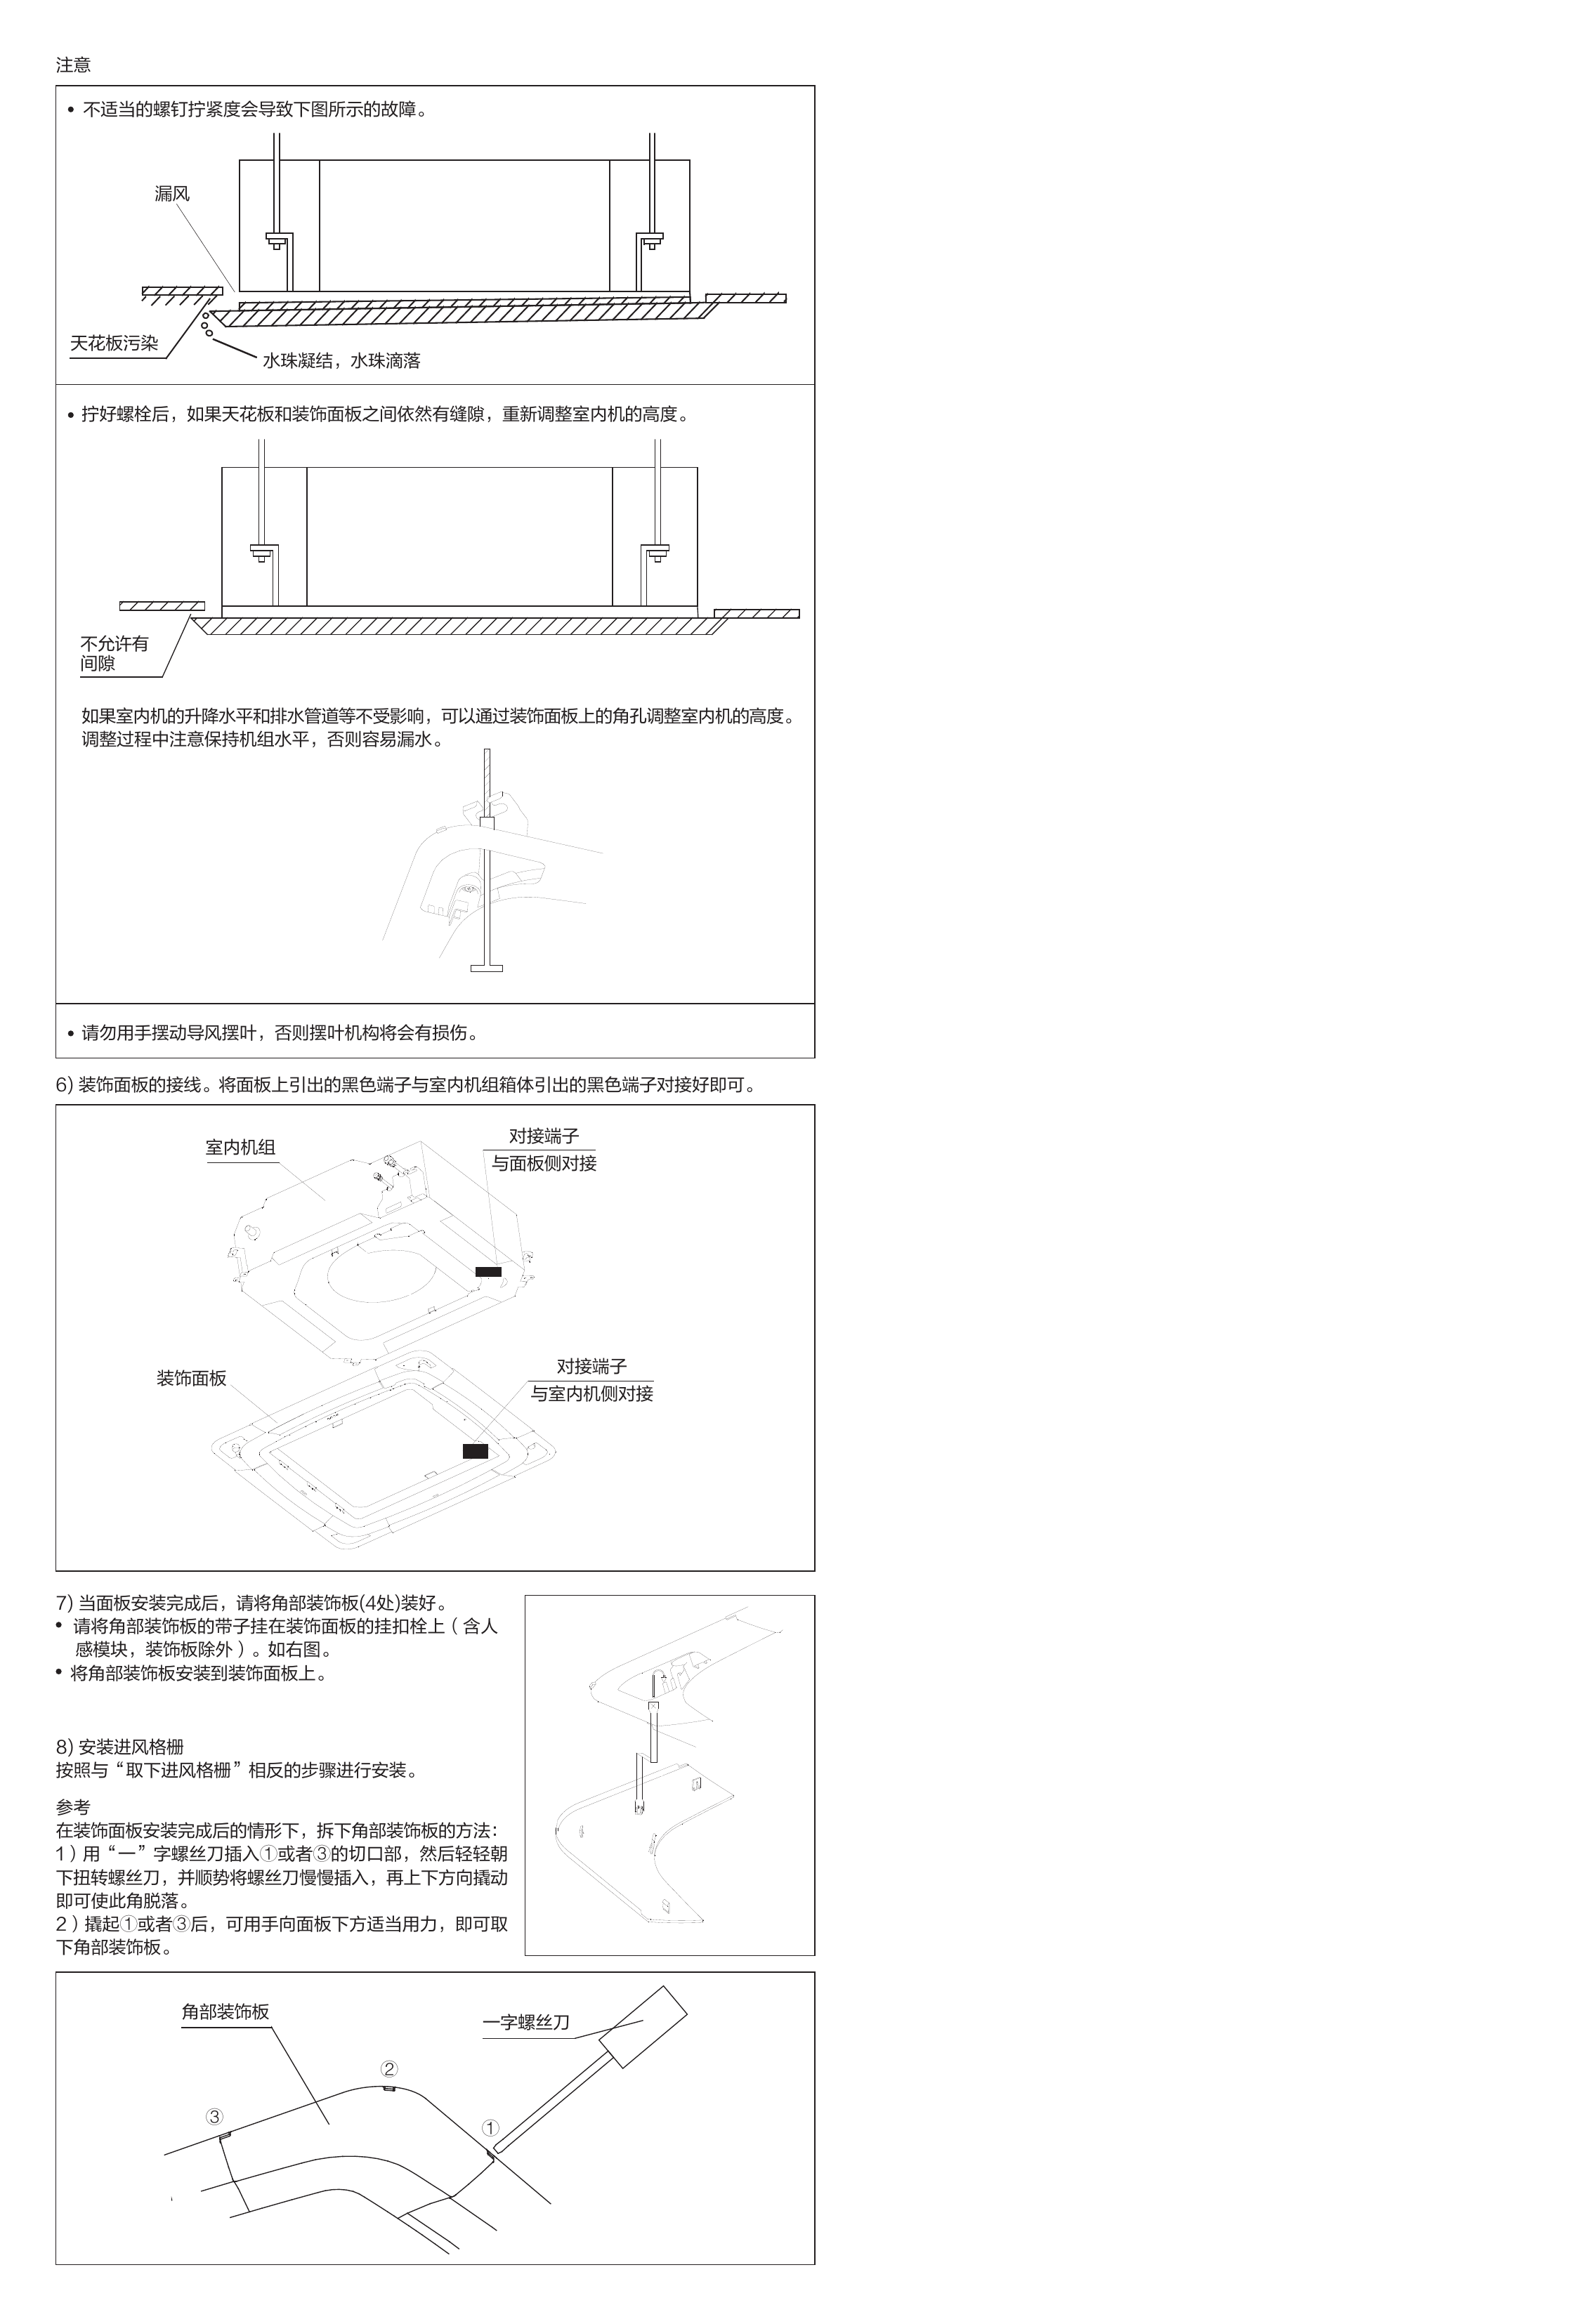 注意
• 不适当的螺钉拧紧度会导致下图所示的故障。
漏风
天花板污染
水珠凝结，水珠滴落
• 拧好螺栓后，如果天花板和装饰面板之间依然有缝隙，重新调整室内机的高度。
不允许有
间隙
如果室内机的升降水平和排水管道等不受影响，可以通过装饰面板上的角孔调整室内机的高度。
调整过程中注意保持机组水平，否则容易漏水。
• 请勿用手摆动导风摆叶，否则摆叶机构将会有损伤。
6) 装饰面板的接线。将面板上引出的黑色端子与室内机组箱体引出的黑色端子对接好即可。
室内机组
对接端子
与面板侧对接
装饰面板
对接端子
与室内机侧对接
7) 当面板安装完成后，请将角部装饰板(4处)装好。
• 请将角部装饰板的带子挂在装饰面板的挂扣栓上（含人
感模块，装饰板除外）。如右图。
• 将角部装饰板安装到装饰面板上。
8) 安装进风格栅
按照与“取下进风格栅”相反的步骤进行安装。
参考
在装饰面板安装完成后的情形下，拆下角部装饰板的方法：
1）用“一”字螺丝刀插入①或者③的切口部，然后轻轻朝
下扭转螺丝刀，并顺势将螺丝刀慢慢插入，再上下方向撬动
即可使此角脱落。
2）撬起①或者③后，可用手向面板下方适当用力，即可取
下角部装饰板。
角部装饰板
一字螺丝刀
②
③
①